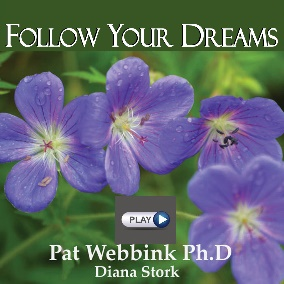 FOLLOW YOUR DREAMS
PLAY
Pat Webbink Ph.D
Diana Stork